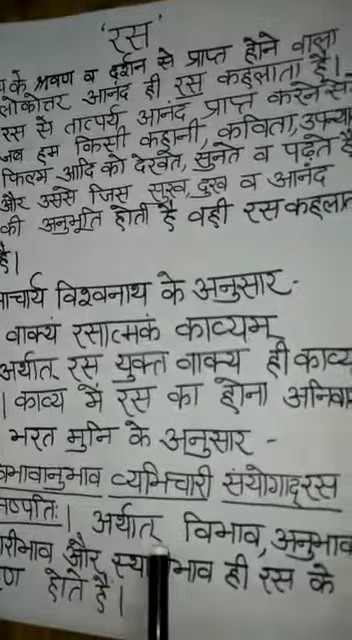 'रस'
के श्रवण व दर्शन से प्राप्त होने वाला
लोकोत्तर आनंद ही रस कहलाता है।
रस से तात्पर्य आनंद प्राप्त करने से
जब हम किसी कहानी, कविता, उपन्या
फिल्म आदि को देखते, सुनते व पढ़ते है
और उससे जिस सुख, दुख व आनंद
की अनुभूति होती है वही रस कहलात
है।
आचार्य विश्वनाथ के अनुसार-
वाक्यं रसात्मकं काव्यम्
अर्थात् रस युक्त वाक्य ही काव्य
। काव्य में रस का होना अनिवा
भरत मुनि के अनुसार -
विभावानुभाव व्यभिचारी संयोगाद्रस
निष्पतिः। अर्थात् विभाव, अनुभाव
ारीभाव और स्था भाव ही रस के
होते है।